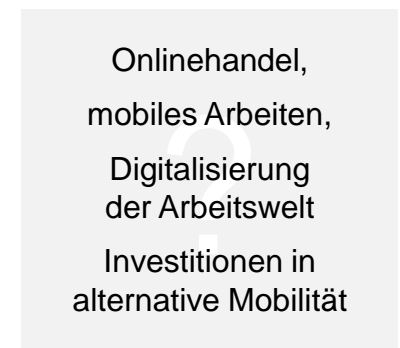 Onlinehandel,
mobiles Arbeiten,
Digitalisierung
der Arbeitswelt
Investitionen in
alternative Mobilität
?